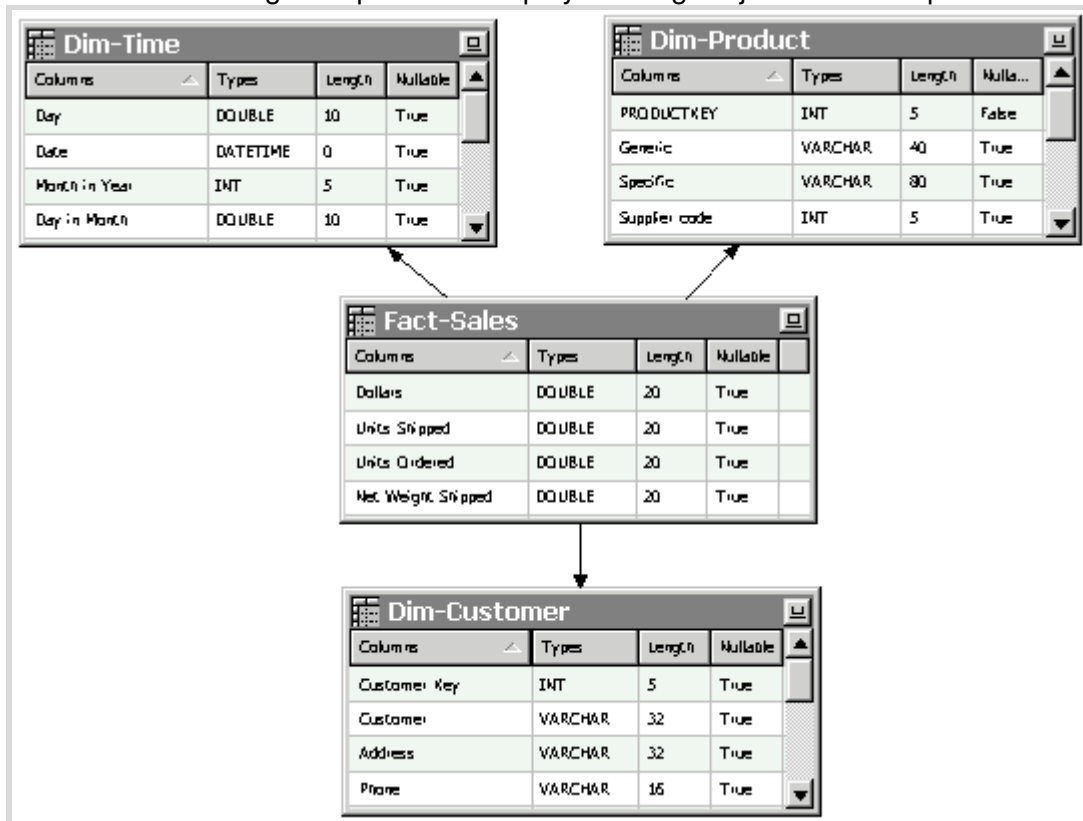 Dim-Time
Columns Types Length Nullable
Day DOUBLE 10 True
Date DATETIME 0 True
Month in Year INT 5 True
Day in Month DOUBLE 10 True
Dim-Product
Columns Types Length Nulla...
PRODUCTKEY INT 5 False
Generic VARCHAR 40 True
Specific VARCHAR 80 True
Supplier code INT 5 True
Fact-Sales
Columns Types Length Nullable
Dollars DOUBLE 20 True
Units Shipped DOUBLE 20 True
Units Ordered DOUBLE 20 True
Net Weight Shipped DOUBLE 20 True
Dim-Customer
Columns Types Length Nullable
Customer Key INT 5 True
Customer VARCHAR 32 True
Address VARCHAR 32 True
Phone VARCHAR 16 True